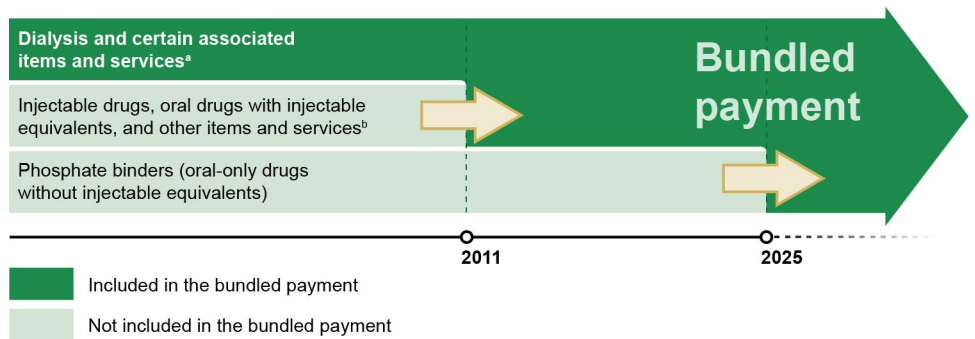 Dialysis and certain associated
items and servicesᵃ
Bundled
payment
Injectable drugs, oral drugs with injectable
equivalents, and other items and servicesᵇ
Phosphate binders (oral-only drugs
without injectable equivalents)
2011
2025
Included in the bundled payment
Not included in the bundled payment